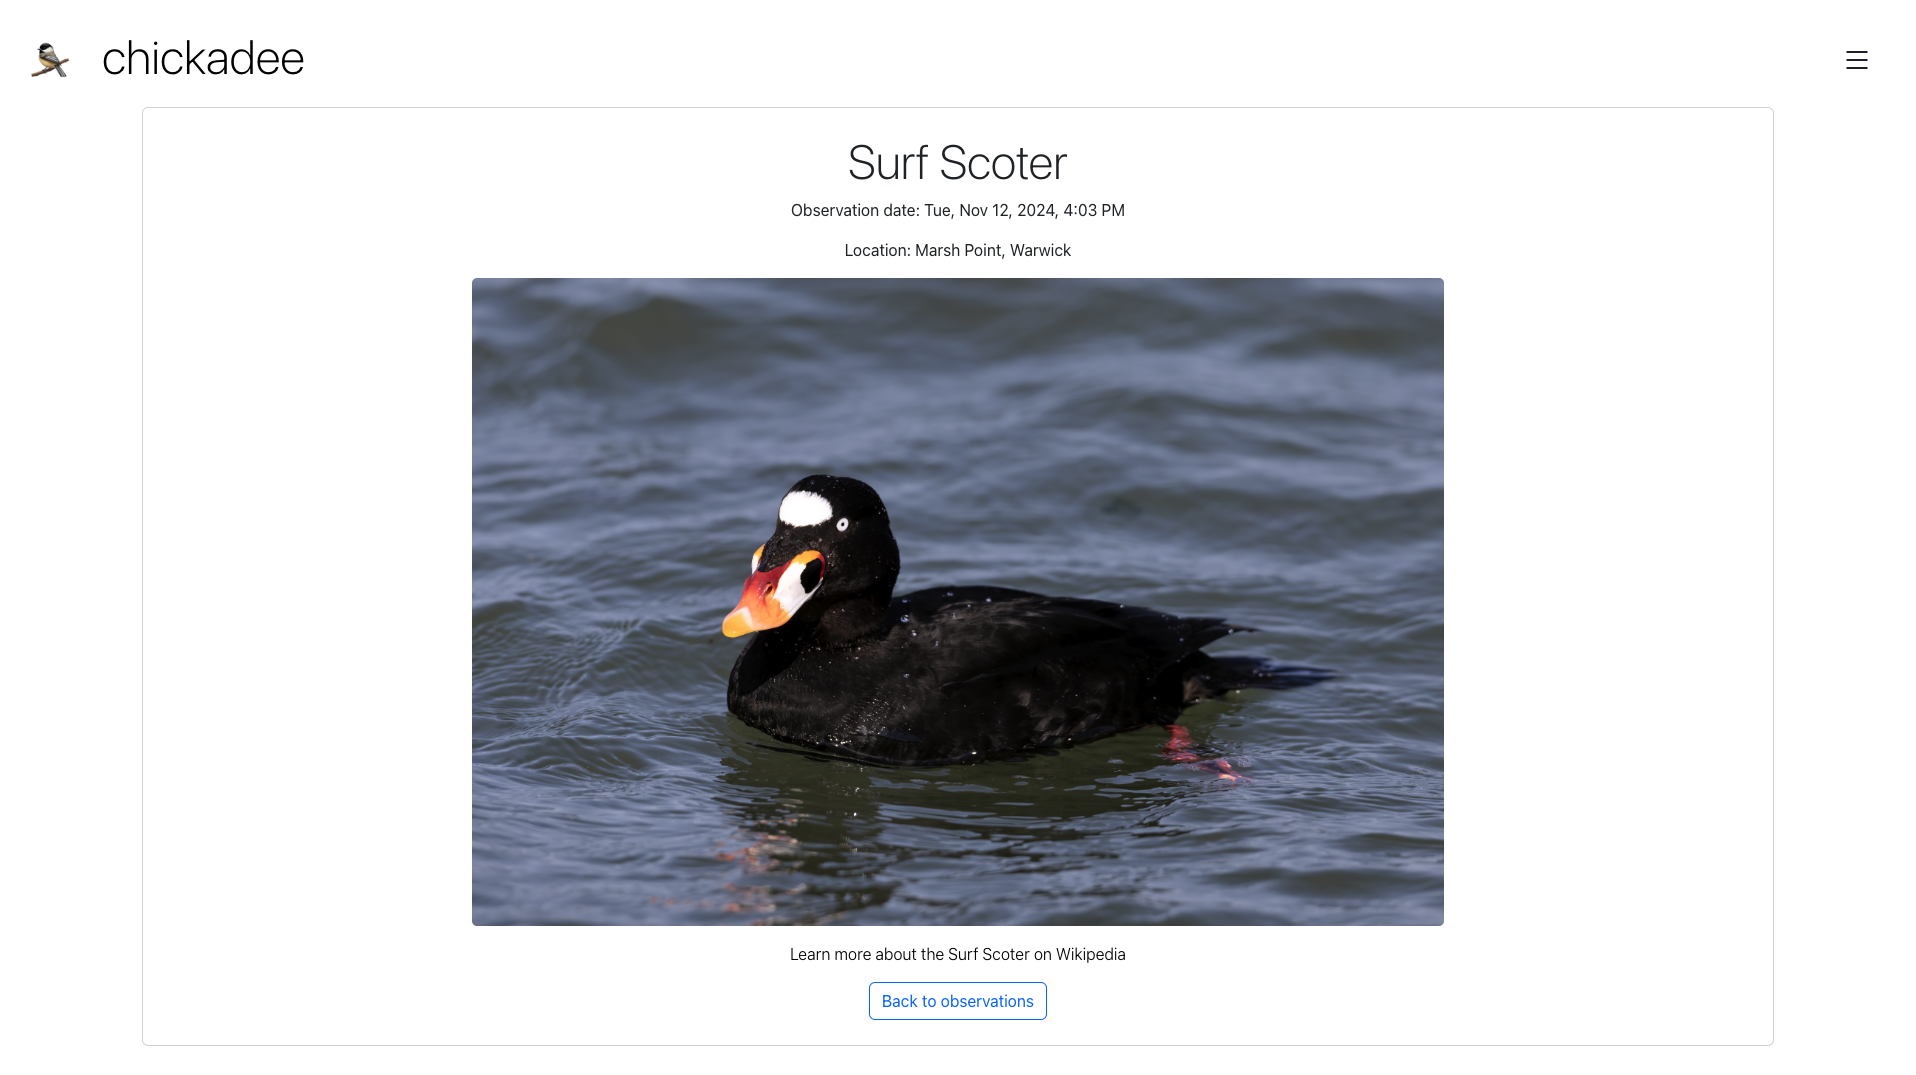 chickadee
Surf Scoter
Observation date: Tue, Nov 12, 2024, 4:03 PM
Location: Marsh Point, Warwick
Learn more about the Surf Scoter on Wikipedia
Back to observations